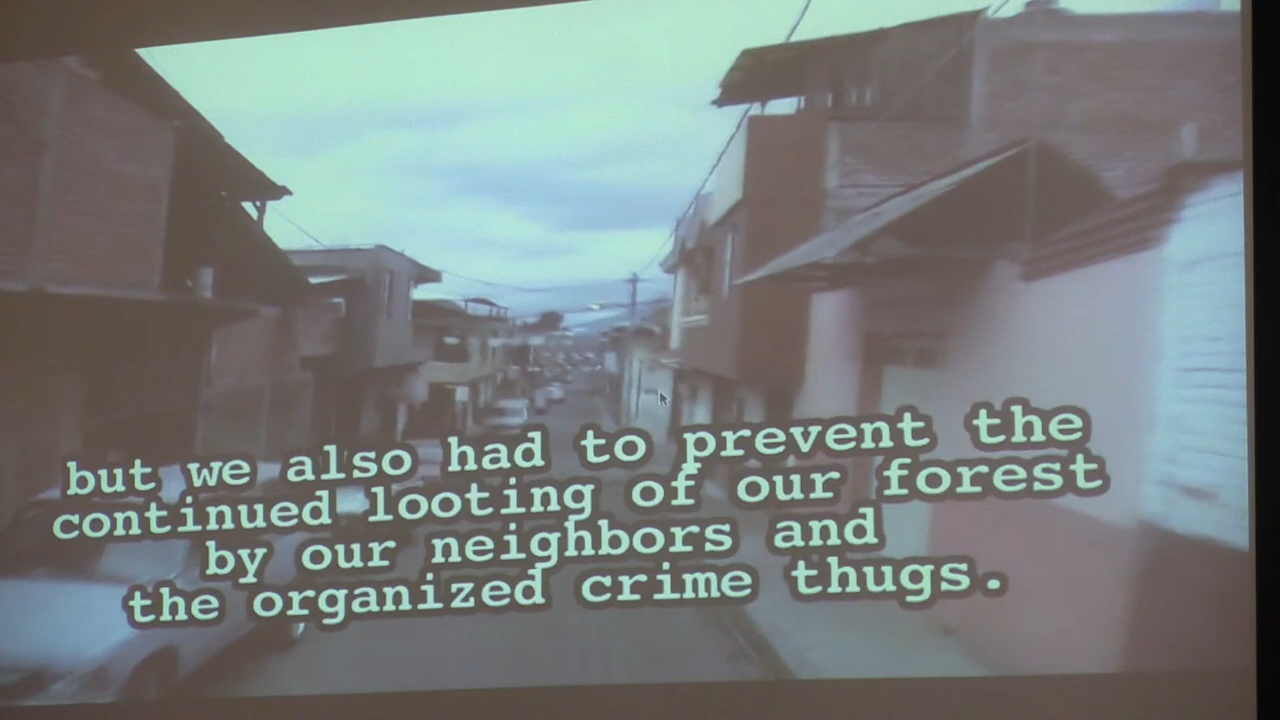 but we also had to prevent the
continued looting of our forest
by our neighbors and
the organized crime thugs.